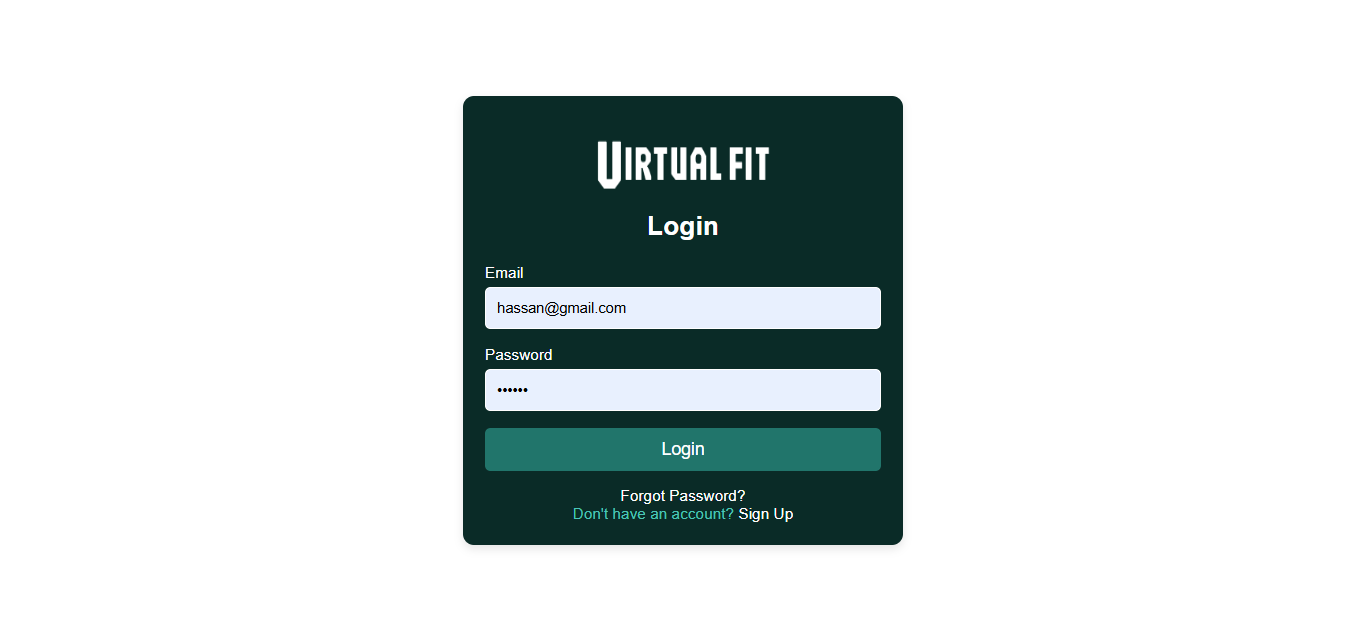 VIRTUAL FIT
Login
Email
hassan@gmail.com
Password
••••••
Login
Forgot Password?
Don't have an account? Sign Up